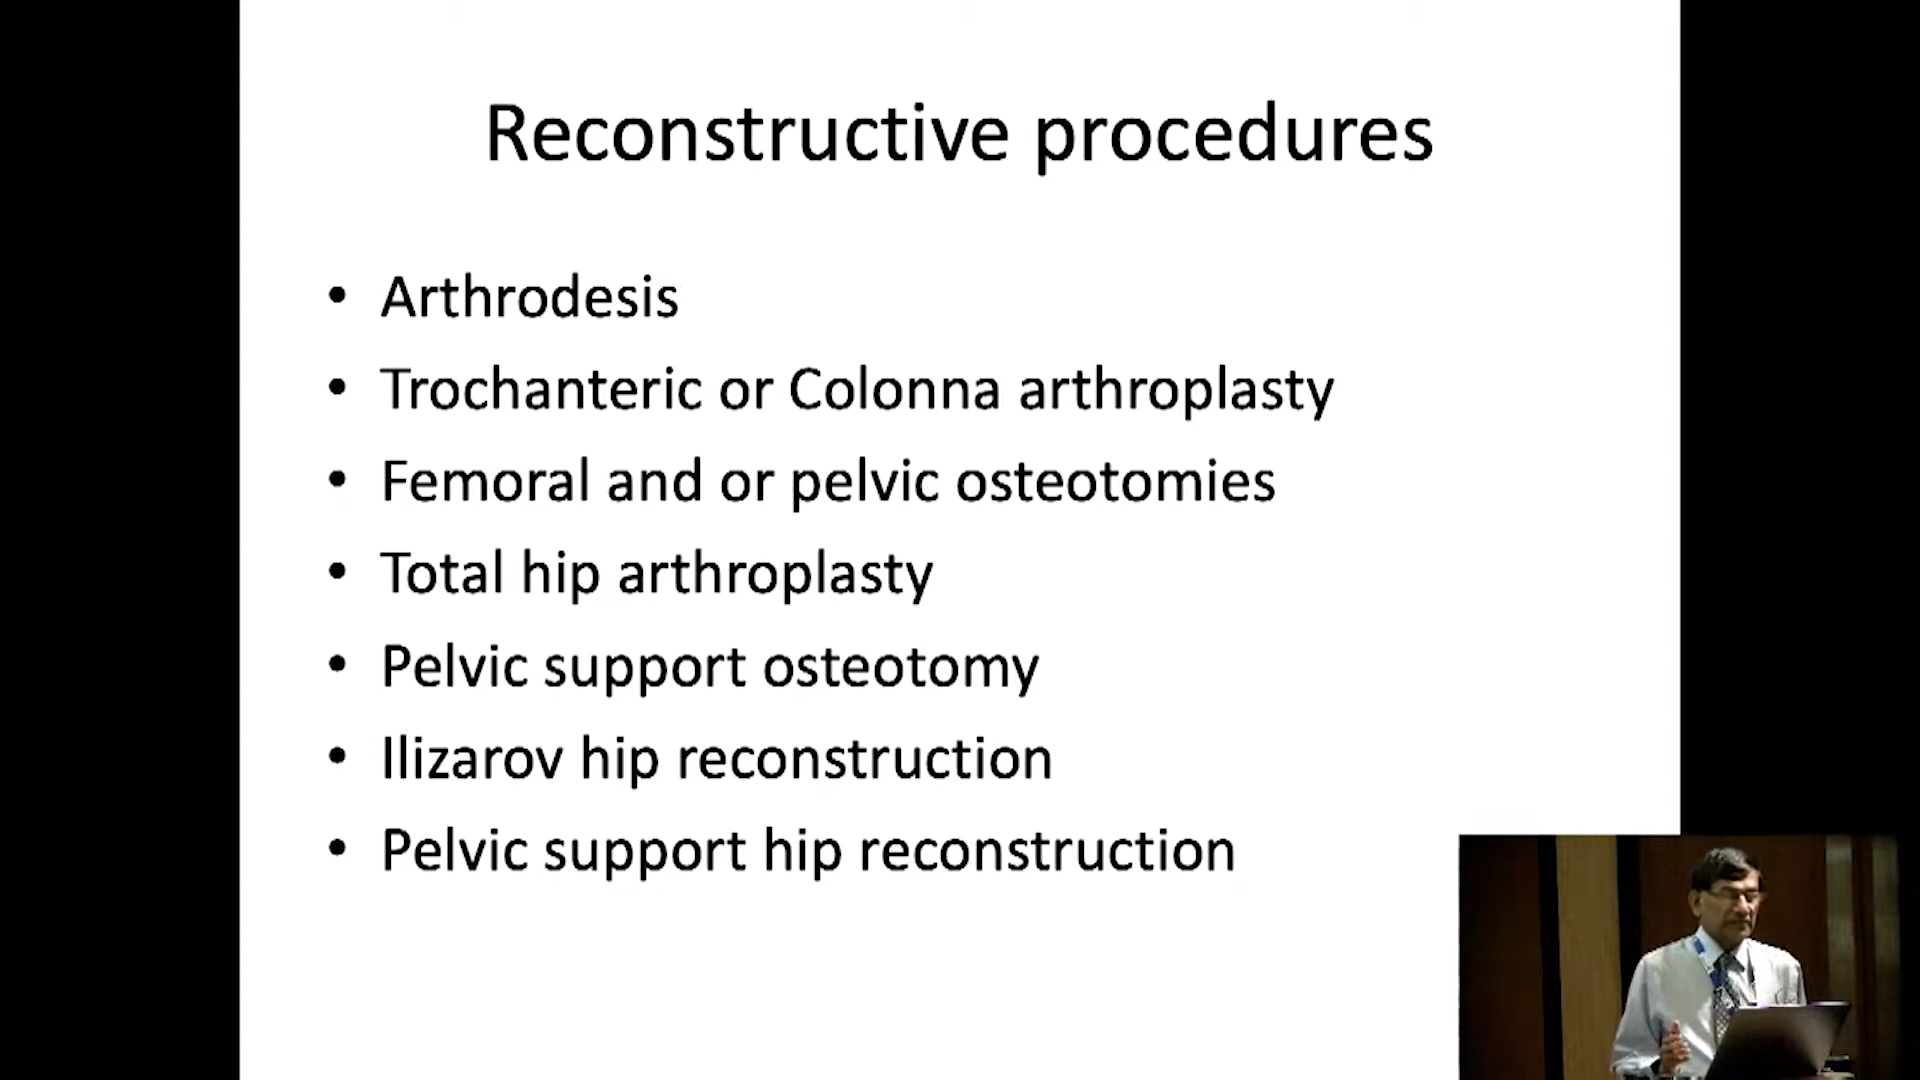 Reconstructive procedures
• Arthrodesis
• Trochanteric or Colonna arthroplasty
• Femoral and or pelvic osteotomies
• Total hip arthroplasty
• Pelvic support osteotomy
• Ilizarov hip reconstruction
• Pelvic support hip reconstruction